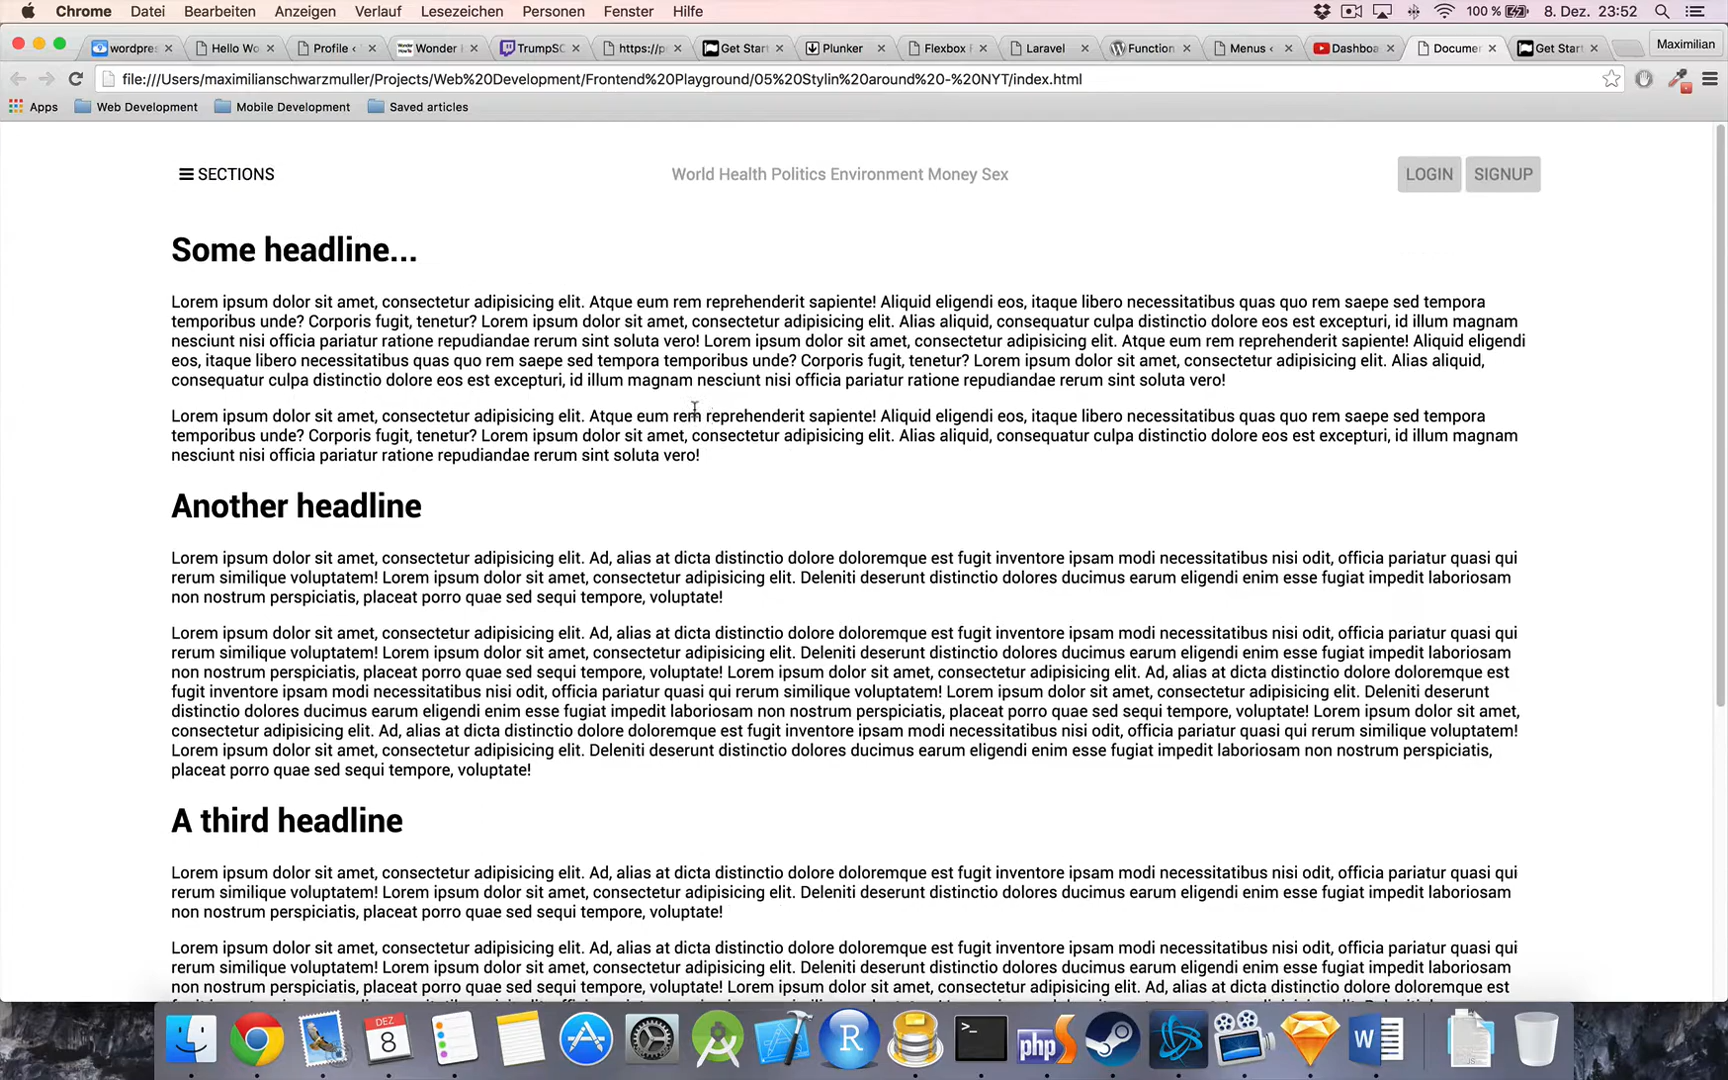 Chrome Datei Bearbeiten Anzeigen Verlauf Lesezeichen Personen Fenster Hilfe 100 % 8. Dez. 23:52
wordpres Hello Wo Profile ‹ Wonder TrumpSC https://p Get Start Plunker Flexbox F Laravel Function Menus ‹ Dashboa Docume Get Start Maximilian
file:///Users/maximilianschwarzmuller/Projects/Web%20Development/Frontend%20Playground/05%20Stylin%20around%20-%20NYT/index.html
Apps Web Development Mobile Development Saved articles
SECTIONS World Health Politics Environment Money Sex LOGIN SIGNUP
Some headline...
Lorem ipsum dolor sit amet, consectetur adipisicing elit. Atque eum rem reprehenderit sapiente! Aliquid eligendi eos, itaque libero necessitatibus quas quo rem saepe sed tempora
temporibus unde? Corporis fugit, tenetur? Lorem ipsum dolor sit amet, consectetur adipisicing elit. Alias aliquid, consequatur culpa distinctio dolore eos est excepturi, id illum magnam
nesciunt nisi officia pariatur ratione repudiandae rerum sint soluta vero! Lorem ipsum dolor sit amet, consectetur adipisicing elit. Atque eum rem reprehenderit sapiente! Aliquid eligendi
eos, itaque libero necessitatibus quas quo rem saepe sed tempora temporibus unde? Corporis fugit, tenetur? Lorem ipsum dolor sit amet, consectetur adipisicing elit. Alias aliquid,
consequatur culpa distinctio dolore eos est excepturi, id illum magnam nesciunt nisi officia pariatur ratione repudiandae rerum sint soluta vero!
Lorem ipsum dolor sit amet, consectetur adipisicing elit. Atque eum rem reprehenderit sapiente! Aliquid eligendi eos, itaque libero necessitatibus quas quo rem saepe sed tempora
temporibus unde? Corporis fugit, tenetur? Lorem ipsum dolor sit amet, consectetur adipisicing elit. Alias aliquid, consequatur culpa distinctio dolore eos est excepturi, id illum magnam
nesciunt nisi officia pariatur ratione repudiandae rerum sint soluta vero!
Another headline
Lorem ipsum dolor sit amet, consectetur adipisicing elit. Ad, alias at dicta distinctio dolore doloremque est fugit inventore ipsam modi necessitatibus nisi odit, officia pariatur quasi qui
rerum similique voluptatem! Lorem ipsum dolor sit amet, consectetur adipisicing elit. Deleniti deserunt distinctio dolores ducimus earum eligendi enim esse fugiat impedit laboriosam
non nostrum perspiciatis, placeat porro quae sed sequi tempore, voluptate!
Lorem ipsum dolor sit amet, consectetur adipisicing elit. Ad, alias at dicta distinctio dolore doloremque est fugit inventore ipsam modi necessitatibus nisi odit, officia pariatur quasi qui
rerum similique voluptatem! Lorem ipsum dolor sit amet, consectetur adipisicing elit. Deleniti deserunt distinctio dolores ducimus earum eligendi enim esse fugiat impedit laboriosam
non nostrum perspiciatis, placeat porro quae sed sequi tempore, voluptate! Lorem ipsum dolor sit amet, consectetur adipisicing elit. Ad, alias at dicta distinctio dolore doloremque est
fugit inventore ipsam modi necessitatibus nisi odit, officia pariatur quasi qui rerum similique voluptatem! Lorem ipsum dolor sit amet, consectetur adipisicing elit. Deleniti deserunt
distinctio dolores ducimus earum eligendi enim esse fugiat impedit laboriosam non nostrum perspiciatis, placeat porro quae sed sequi tempore, voluptate! Lorem ipsum dolor sit amet,
consectetur adipisicing elit. Ad, alias at dicta distinctio dolore doloremque est fugit inventore ipsam modi necessitatibus nisi odit, officia pariatur quasi qui rerum similique voluptatem!
Lorem ipsum dolor sit amet, consectetur adipisicing elit. Deleniti deserunt distinctio dolores ducimus earum eligendi enim esse fugiat impedit laboriosam non nostrum perspiciatis,
placeat porro quae sed sequi tempore, voluptate!
A third headline
Lorem ipsum dolor sit amet, consectetur adipisicing elit. Ad, alias at dicta distinctio dolore doloremque est fugit inventore ipsam modi necessitatibus nisi odit, officia pariatur quasi qui
rerum similique voluptatem! Lorem ipsum dolor sit amet, consectetur adipisicing elit. Deleniti deserunt distinctio dolores ducimus earum eligendi enim esse fugiat impedit laboriosam
non nostrum perspiciatis, placeat porro quae sed sequi tempore, voluptate!
Lorem ipsum dolor sit amet, consectetur adipisicing elit. Ad, alias at dicta distinctio dolore doloremque est fugit inventore ipsam modi necessitatibus nisi odit, officia pariatur quasi qui
rerum similique voluptatem! Lorem ipsum dolor sit amet, consectetur adipisicing elit. Deleniti deserunt distinctio dolores ducimus earum eligendi enim esse fugiat impedit laboriosam
non nostrum perspiciatis, placeat porro quae sed sequi tempore, voluptate! Lorem ipsum dolor sit amet, consectetur adipisicing elit. Ad, alias at dicta distinctio dolore doloremque est
DEZ
8 R >_ php W